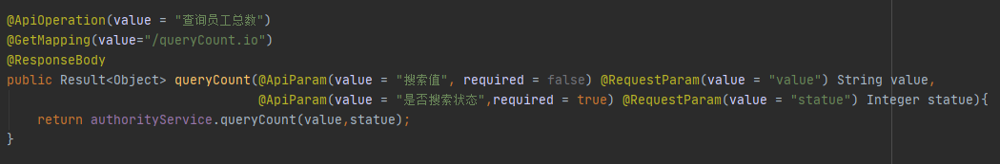 @ApiOperation(value = "查询员工总数")
@GetMapping(value="/queryCount.io")
@ResponseBody
public Result<Object> queryCount(@ApiParam(value = "搜索值", required = false) @RequestParam(value = "value") String value,
@ApiParam(value = "是否搜索状态",required = true) @RequestParam(value = "statue") Integer statue){
return authorityService.queryCount(value,statue);
}